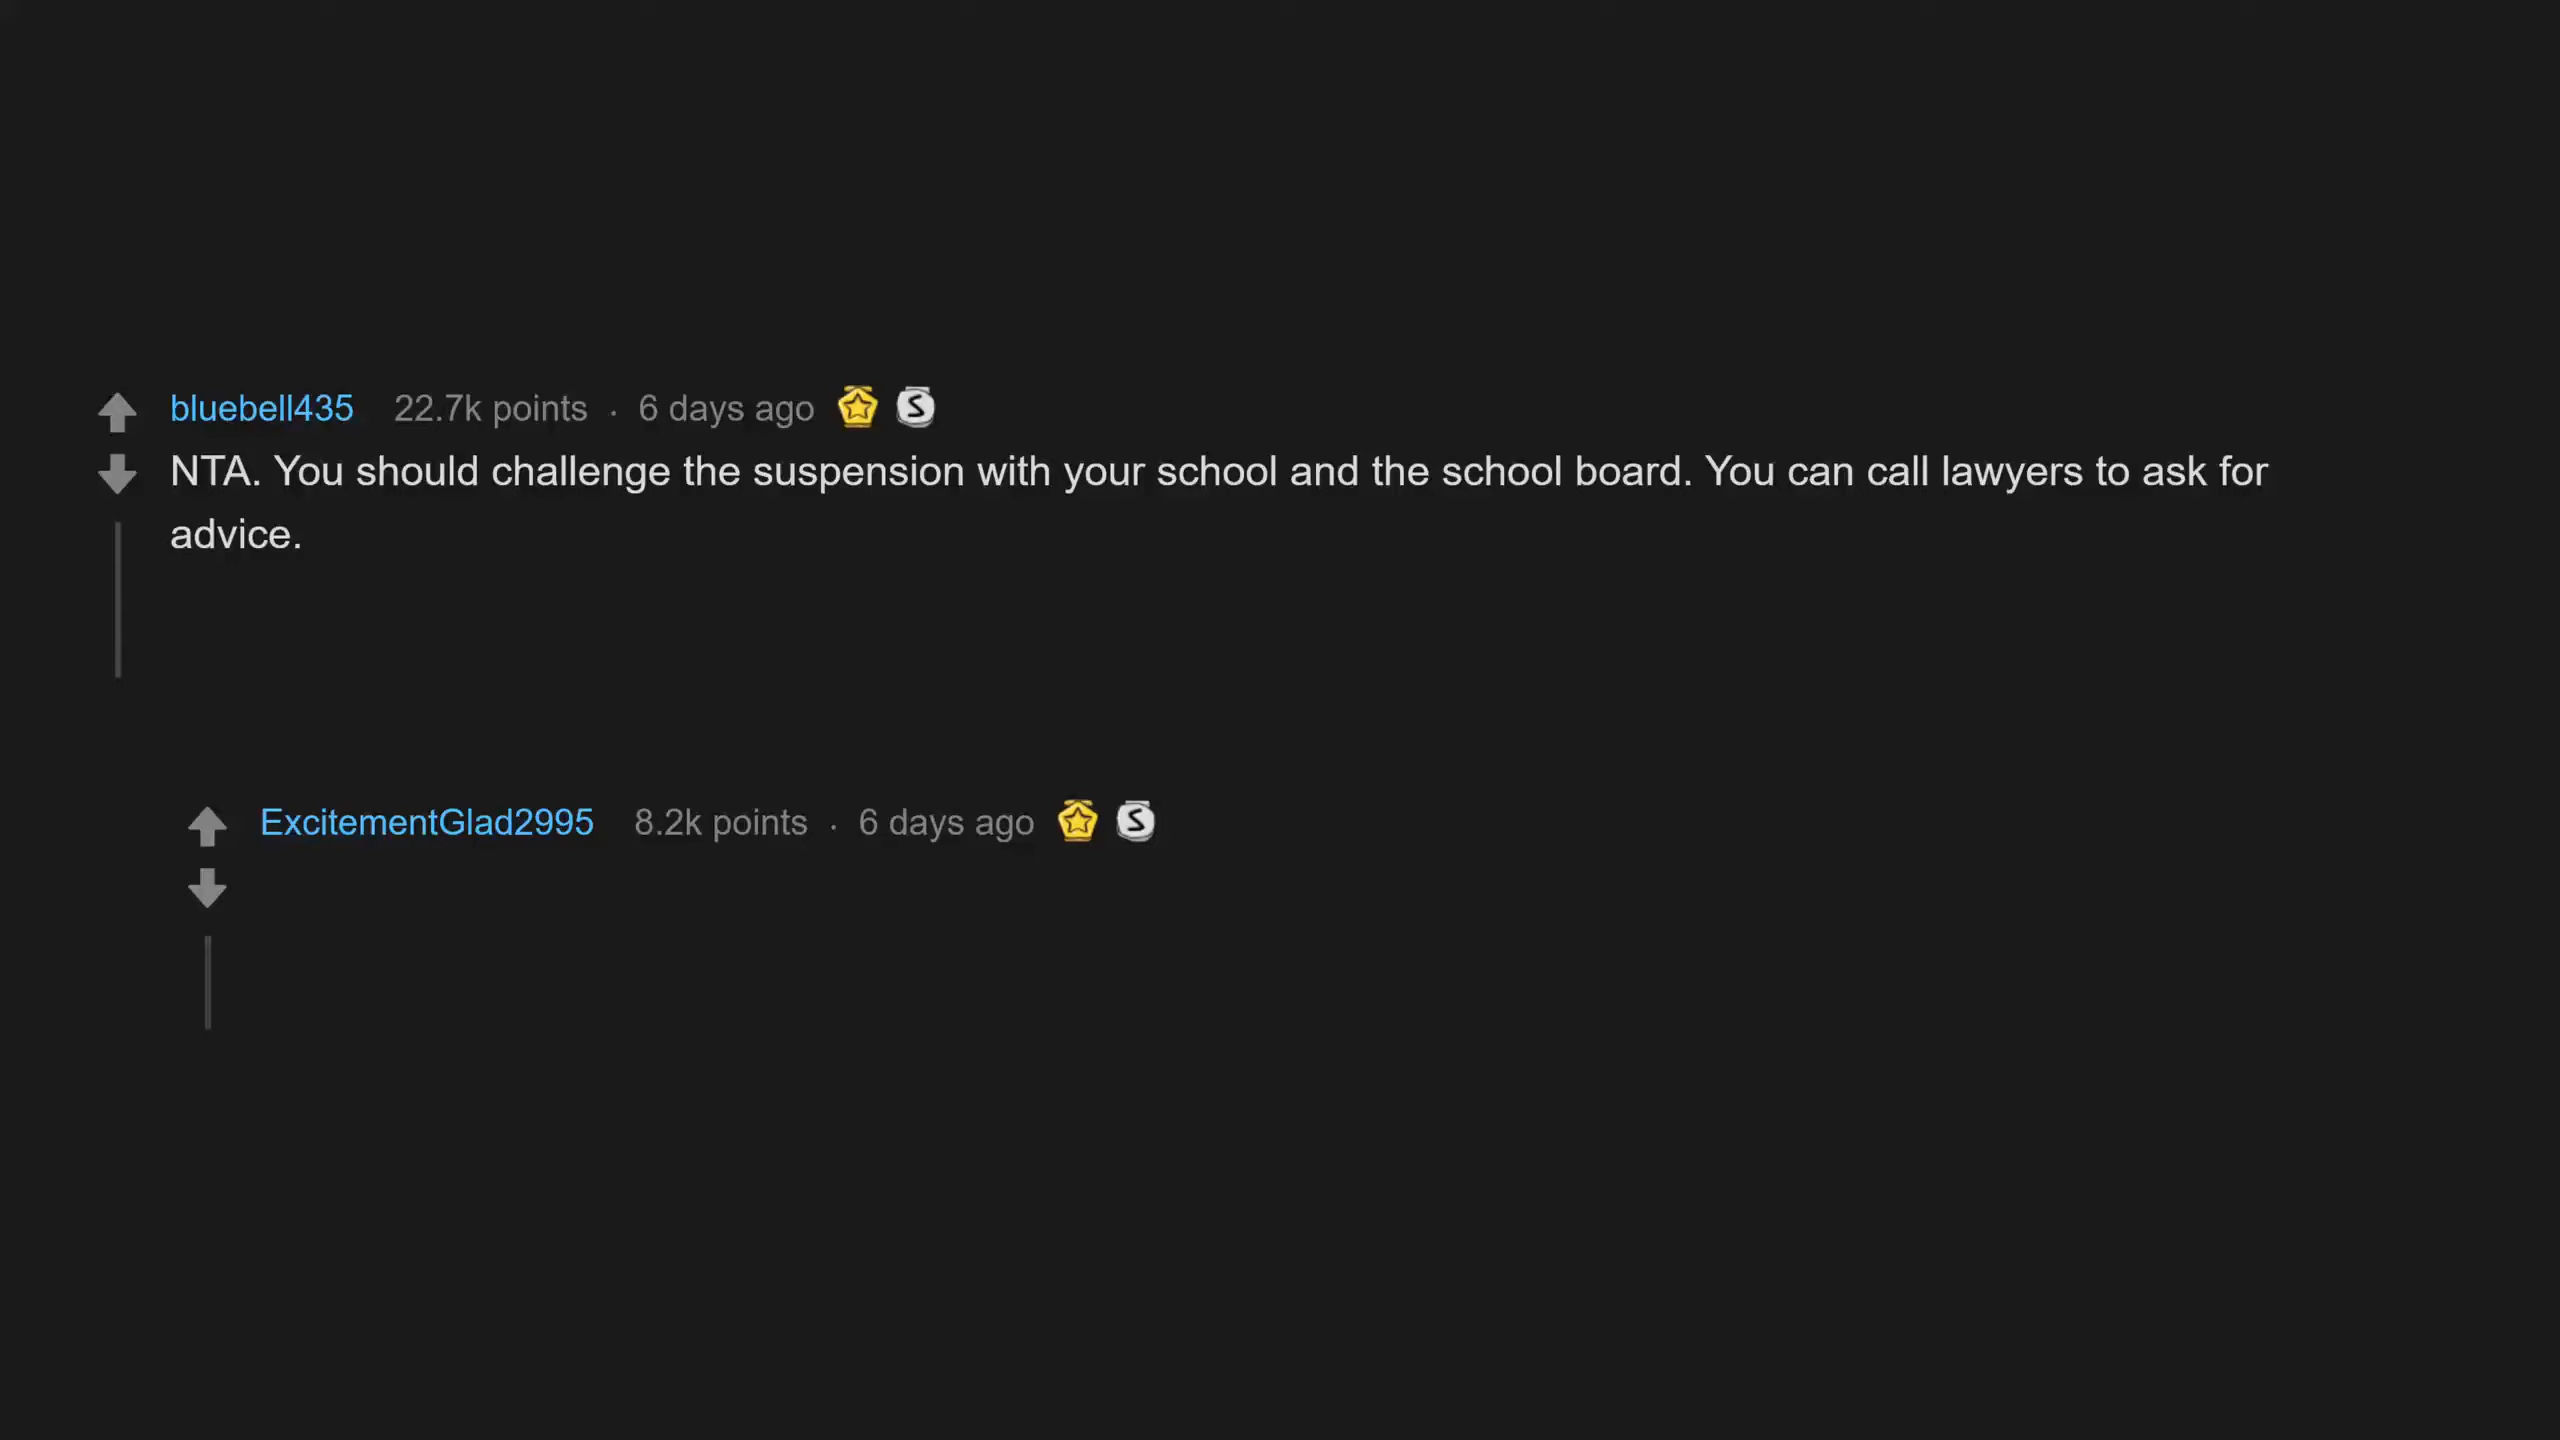 bluebell435 22.7k points · 6 days ago
NTA. You should challenge the suspension with your school and the school board. You can call lawyers to ask for
advice.
ExcitementGlad2995 8.2k points · 6 days ago